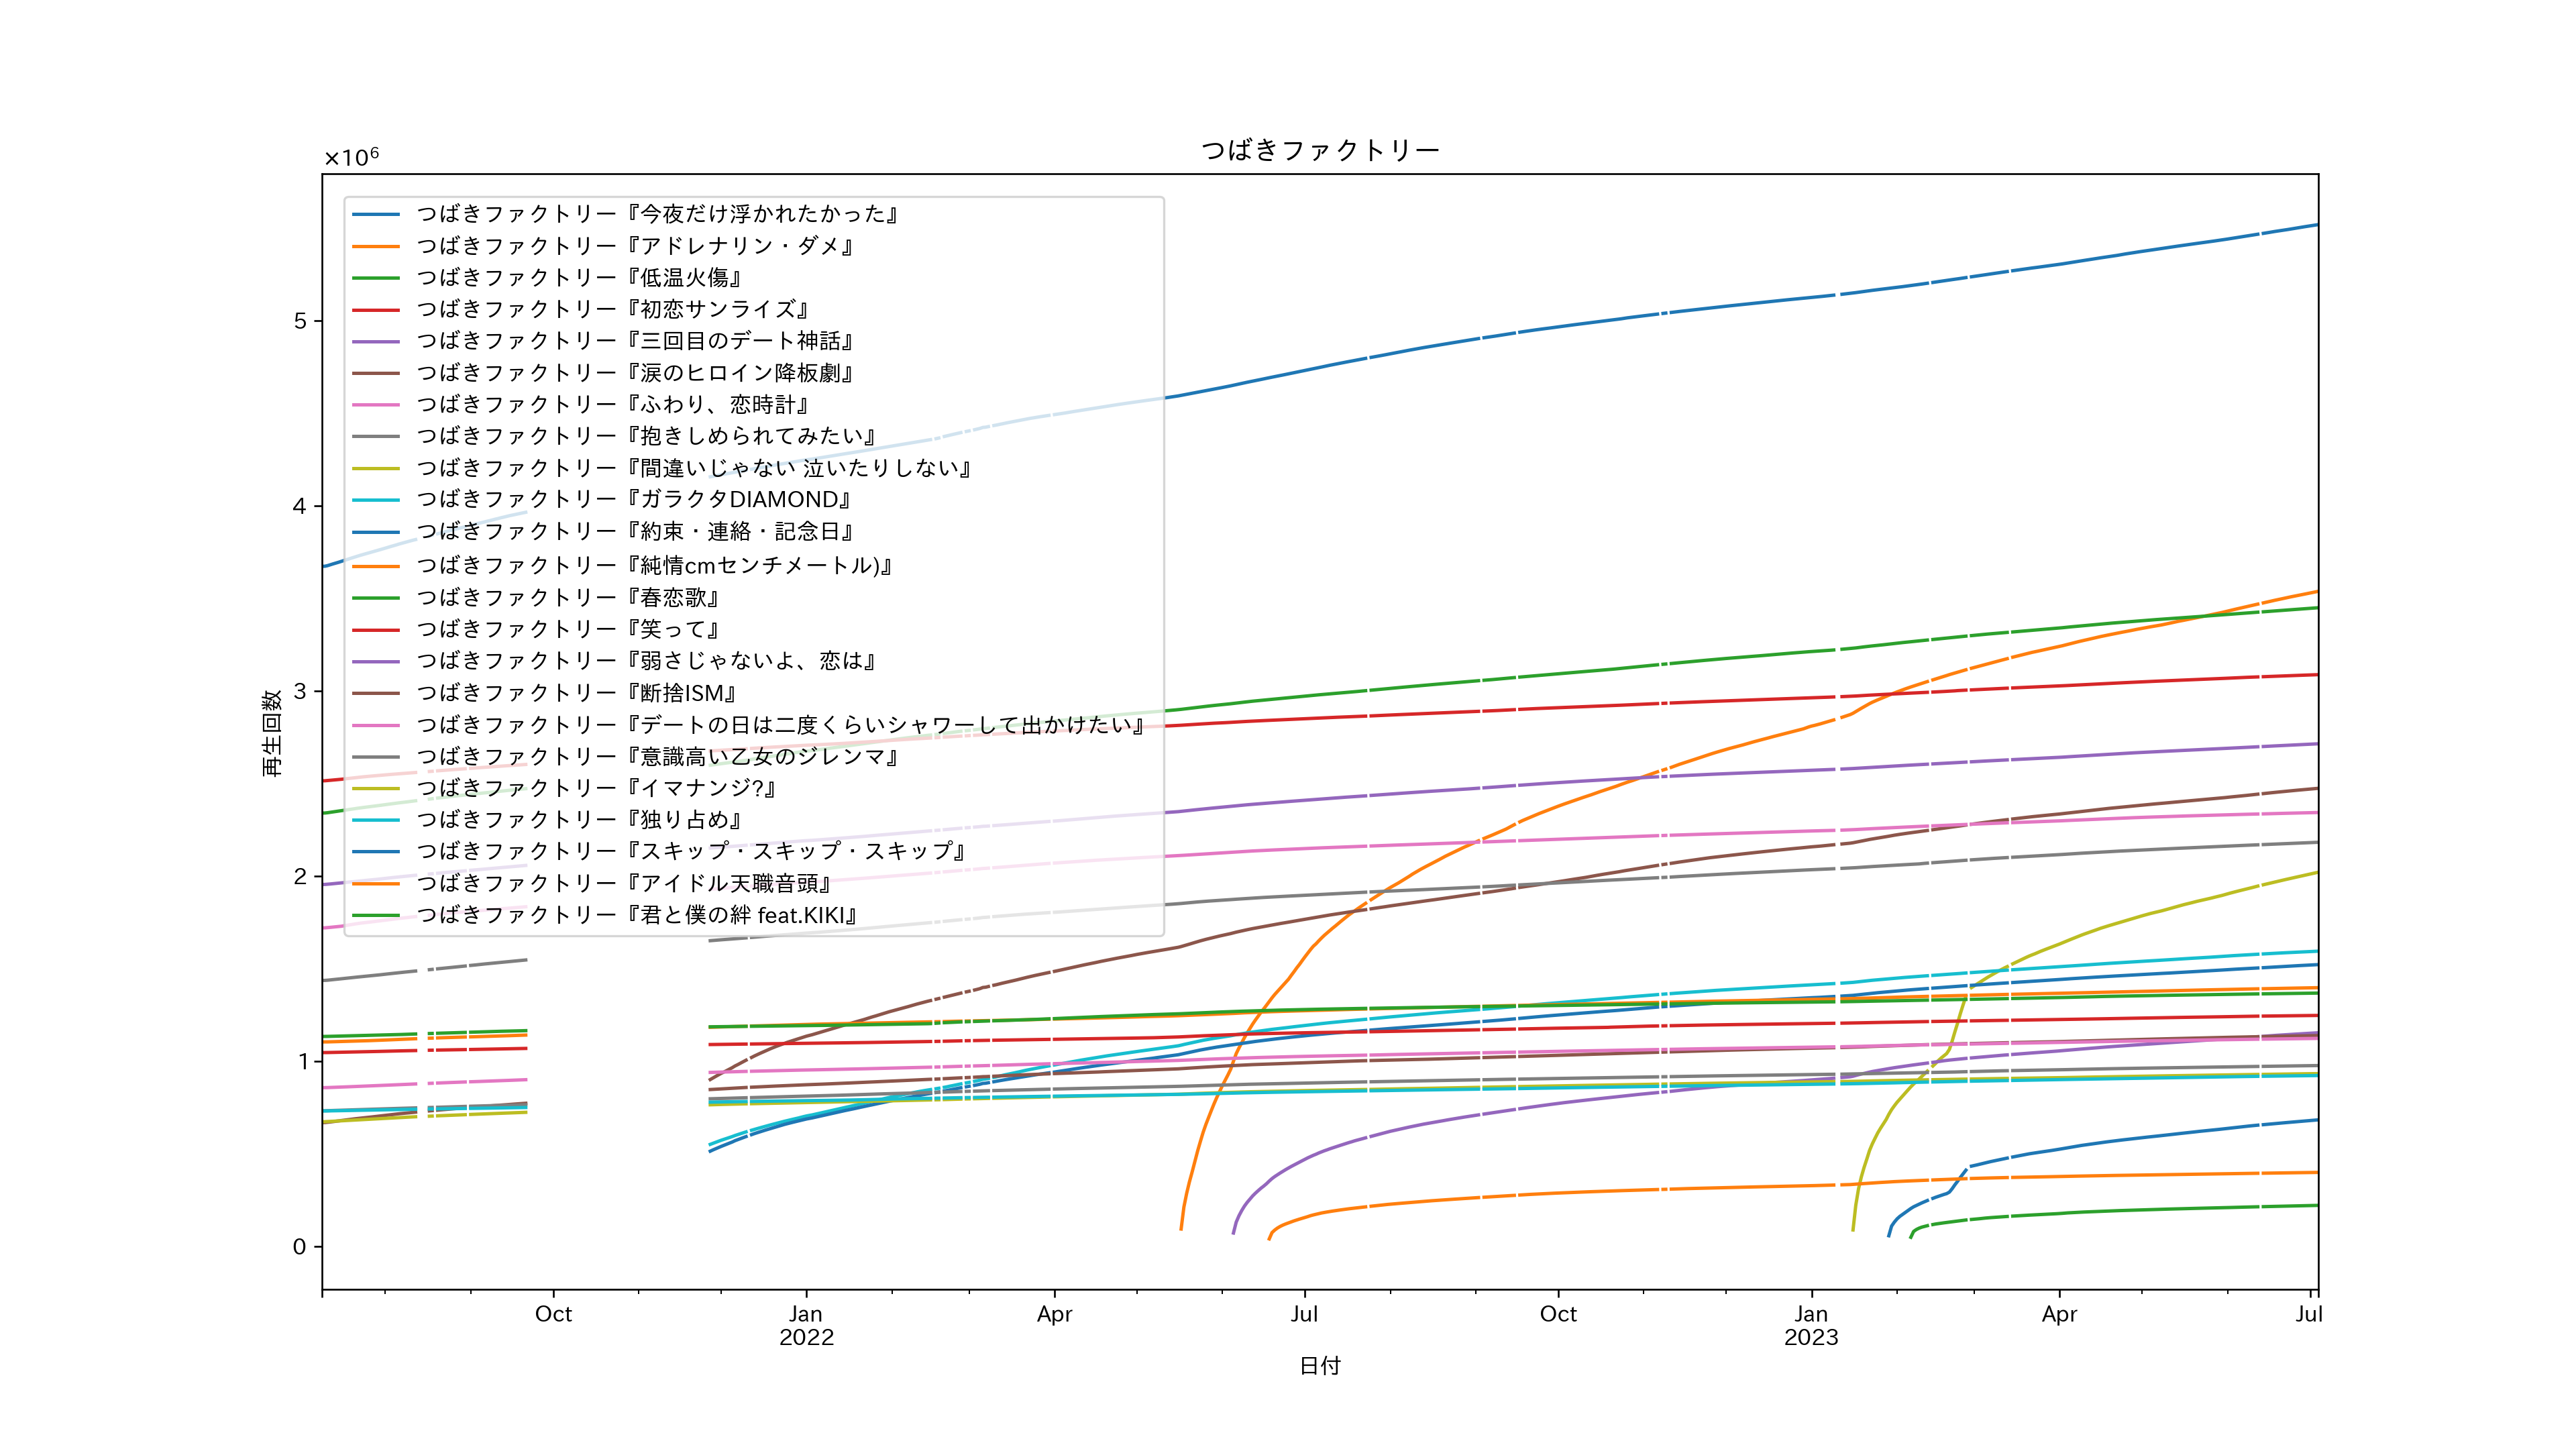 つばきファクトリー
×10⁶
つばきファクトリー『今夜だけ浮かれたかった』
つばきファクトリー『アドレナリン・ダメ』
つばきファクトリー『低温火傷』
つばきファクトリー『初恋サンライズ』
つばきファクトリー『三回目のデート神話』
つばきファクトリー『涙のヒロイン降板劇』
つばきファクトリー『ふわり、恋時計』
つばきファクトリー『抱きしめられてみたい』
つばきファクトリー『間違いじゃない 泣いたりしない』
つばきファクトリー『ガラクタDIAMOND』
つばきファクトリー『約束・連絡・記念日』
つばきファクトリー『純情cmセンチメートル)』
つばきファクトリー『春恋歌』
つばきファクトリー『笑って』
つばきファクトリー『弱さじゃないよ、恋は』
つばきファクトリー『断捨ISM』
つばきファクトリー『デートの日は二度くらいシャワーして出かけたい』
つばきファクトリー『意識高い乙女のジレンマ』
つばきファクトリー『イマナンジ?』
つばきファクトリー『独り占め』
つばきファクトリー『スキップ・スキップ・スキップ』
つばきファクトリー『アイドル天職音頭』
つばきファクトリー『君と僕の絆 feat.KIKI』
5
4
3
2
1
0
再生回数
Oct Jan Apr Jul Oct Jan Apr Jul
2022 2023
日付